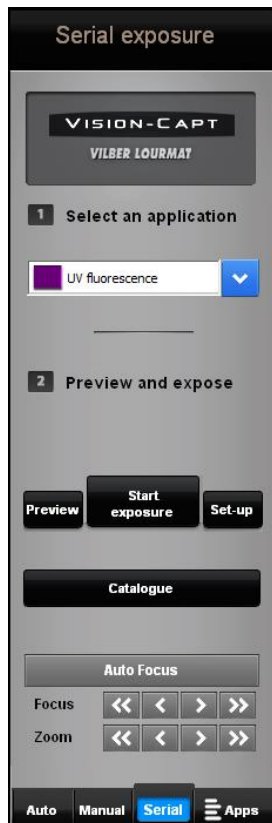 Serial exposure
VISION-CAPT
VILBER LOURMAT
1 Select an application
UV fluorescence
2 Preview and expose
Preview
Start
exposure
Set-up
Catalogue
Auto Focus
Focus
Zoom
Auto Manual Serial Apps